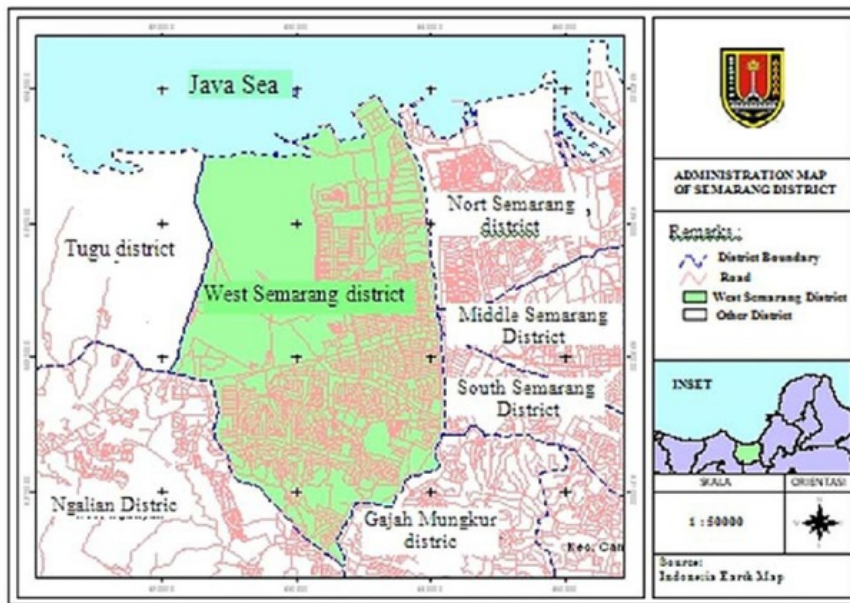 Java Sea
Nort Semarang
district
Tugu district
West Semarang district
Middle Semarang
District
South Semarang
District
Ngalian Distric
Gajah Mungkur
distric
ADMINISTRATION MAP
OF SEMARANG DISTRICT
Remarks :
District Boundary
Road
West Semarang District
Other District
INSET
SKALA
ORIENTASI
1 : 50000
Source:
Indonesia Earth Map